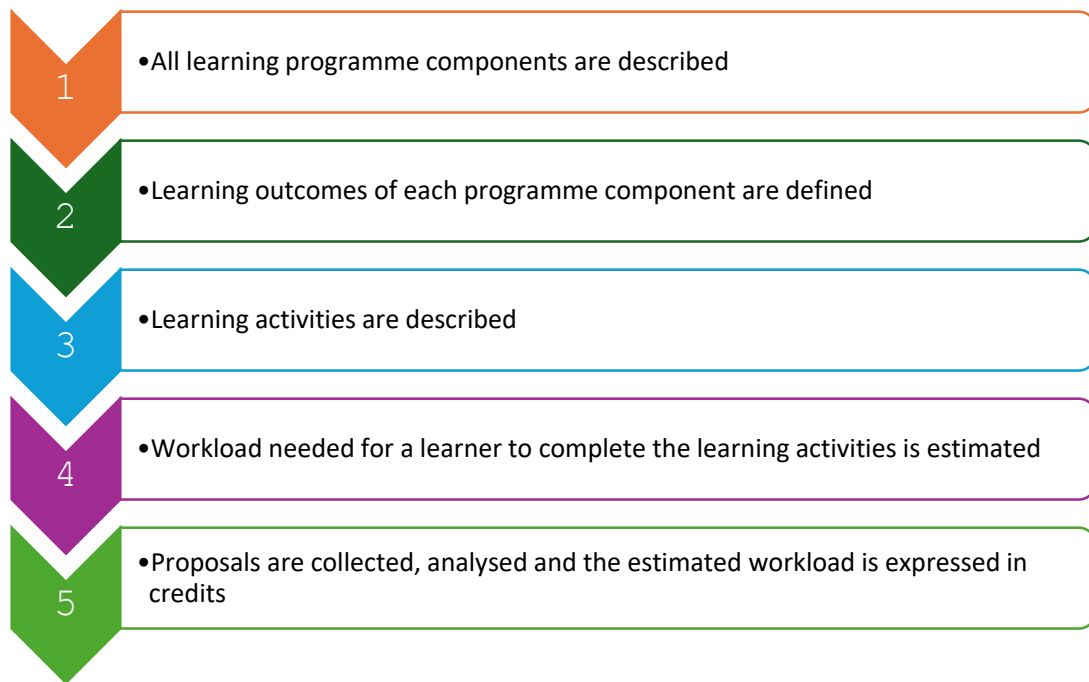 1
•All learning programme components are described
2
•Learning outcomes of each programme component are defined
3
•Learning activities are described
4
•Workload needed for a learner to complete the learning activities is estimated
5
•Proposals are collected, analysed and the estimated workload is expressed in
credits